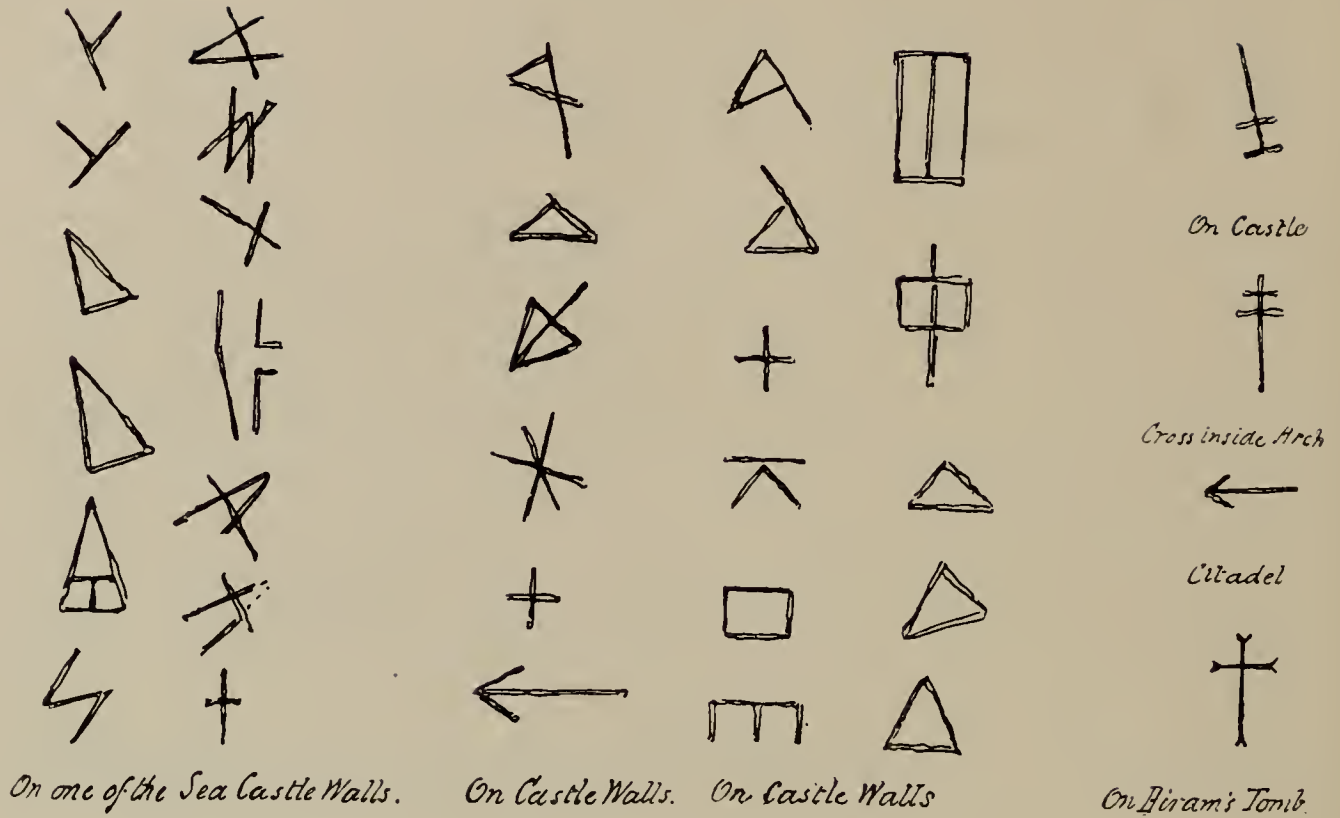 On Castle
Cross inside Arch
Citadel
On one of the Sea Castle Walls.
On Castle Walls.
On Castle Walls
On Hiram's Tomb.